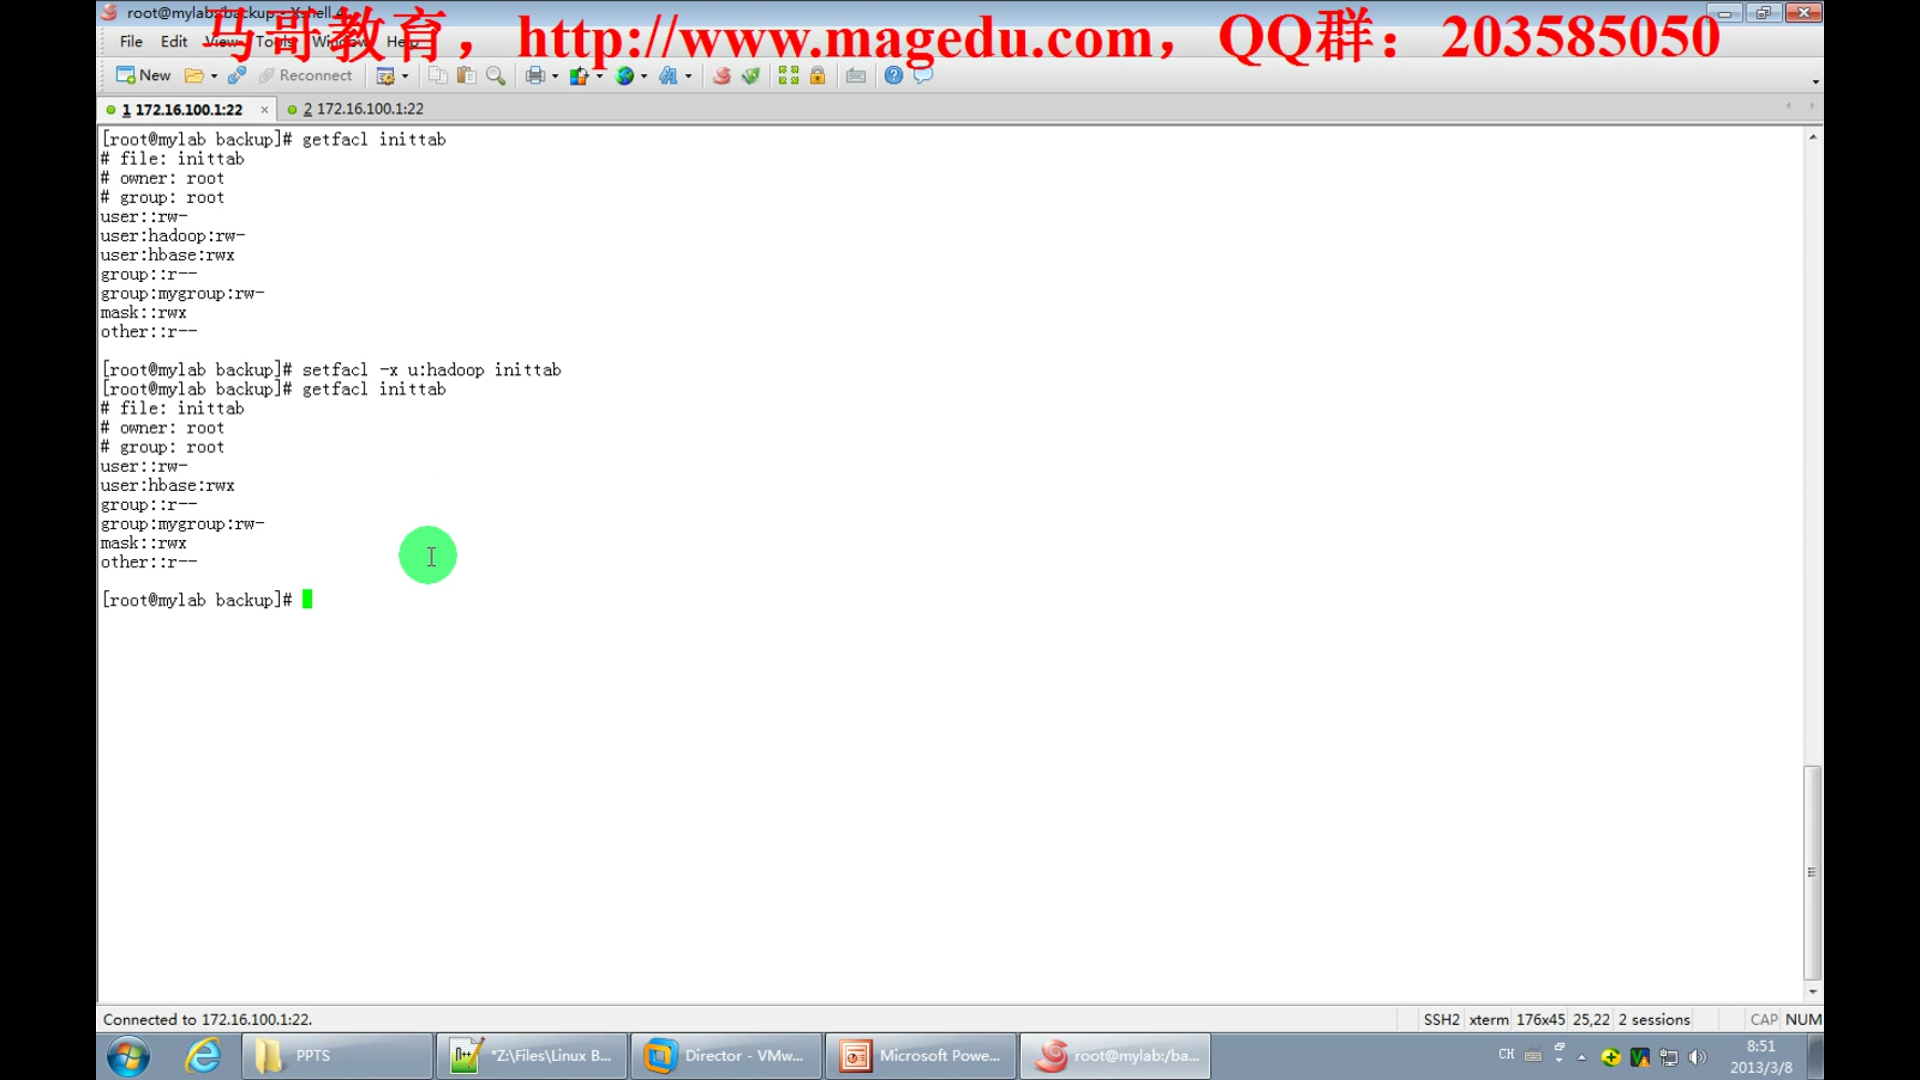 root@mylab:/backup - Xshell 4
马哥教育，http://www.magedu.com，QQ群：203585050
File Edit View Tools Window Help
New Reconnect
1 172.16.100.1:22 × 2 172.16.100.1:22
[root@mylab backup]# getfacl inittab
# file: inittab
# owner: root
# group: root
user::rw-
user:hadoop:rw-
user:hbase:rwx
group::r--
group:mygroup:rw-
mask::rwx
other::r--
[root@mylab backup]# setfacl -x u:hadoop inittab
[root@mylab backup]# getfacl inittab
# file: inittab
# owner: root
# group: root
user::rw-
user:hbase:rwx
group::r--
group:mygroup:rw-
mask::rwx
other::r--
[root@mylab backup]#
Connected to 172.16.100.1:22. SSH2 xterm 176x45 25,22 2 sessions CAP NUM
PPTS *Z:\Files\Linux B... Director - VMw... Microsoft Powe... root@mylab:/ba... CH 8:51
2013/3/8